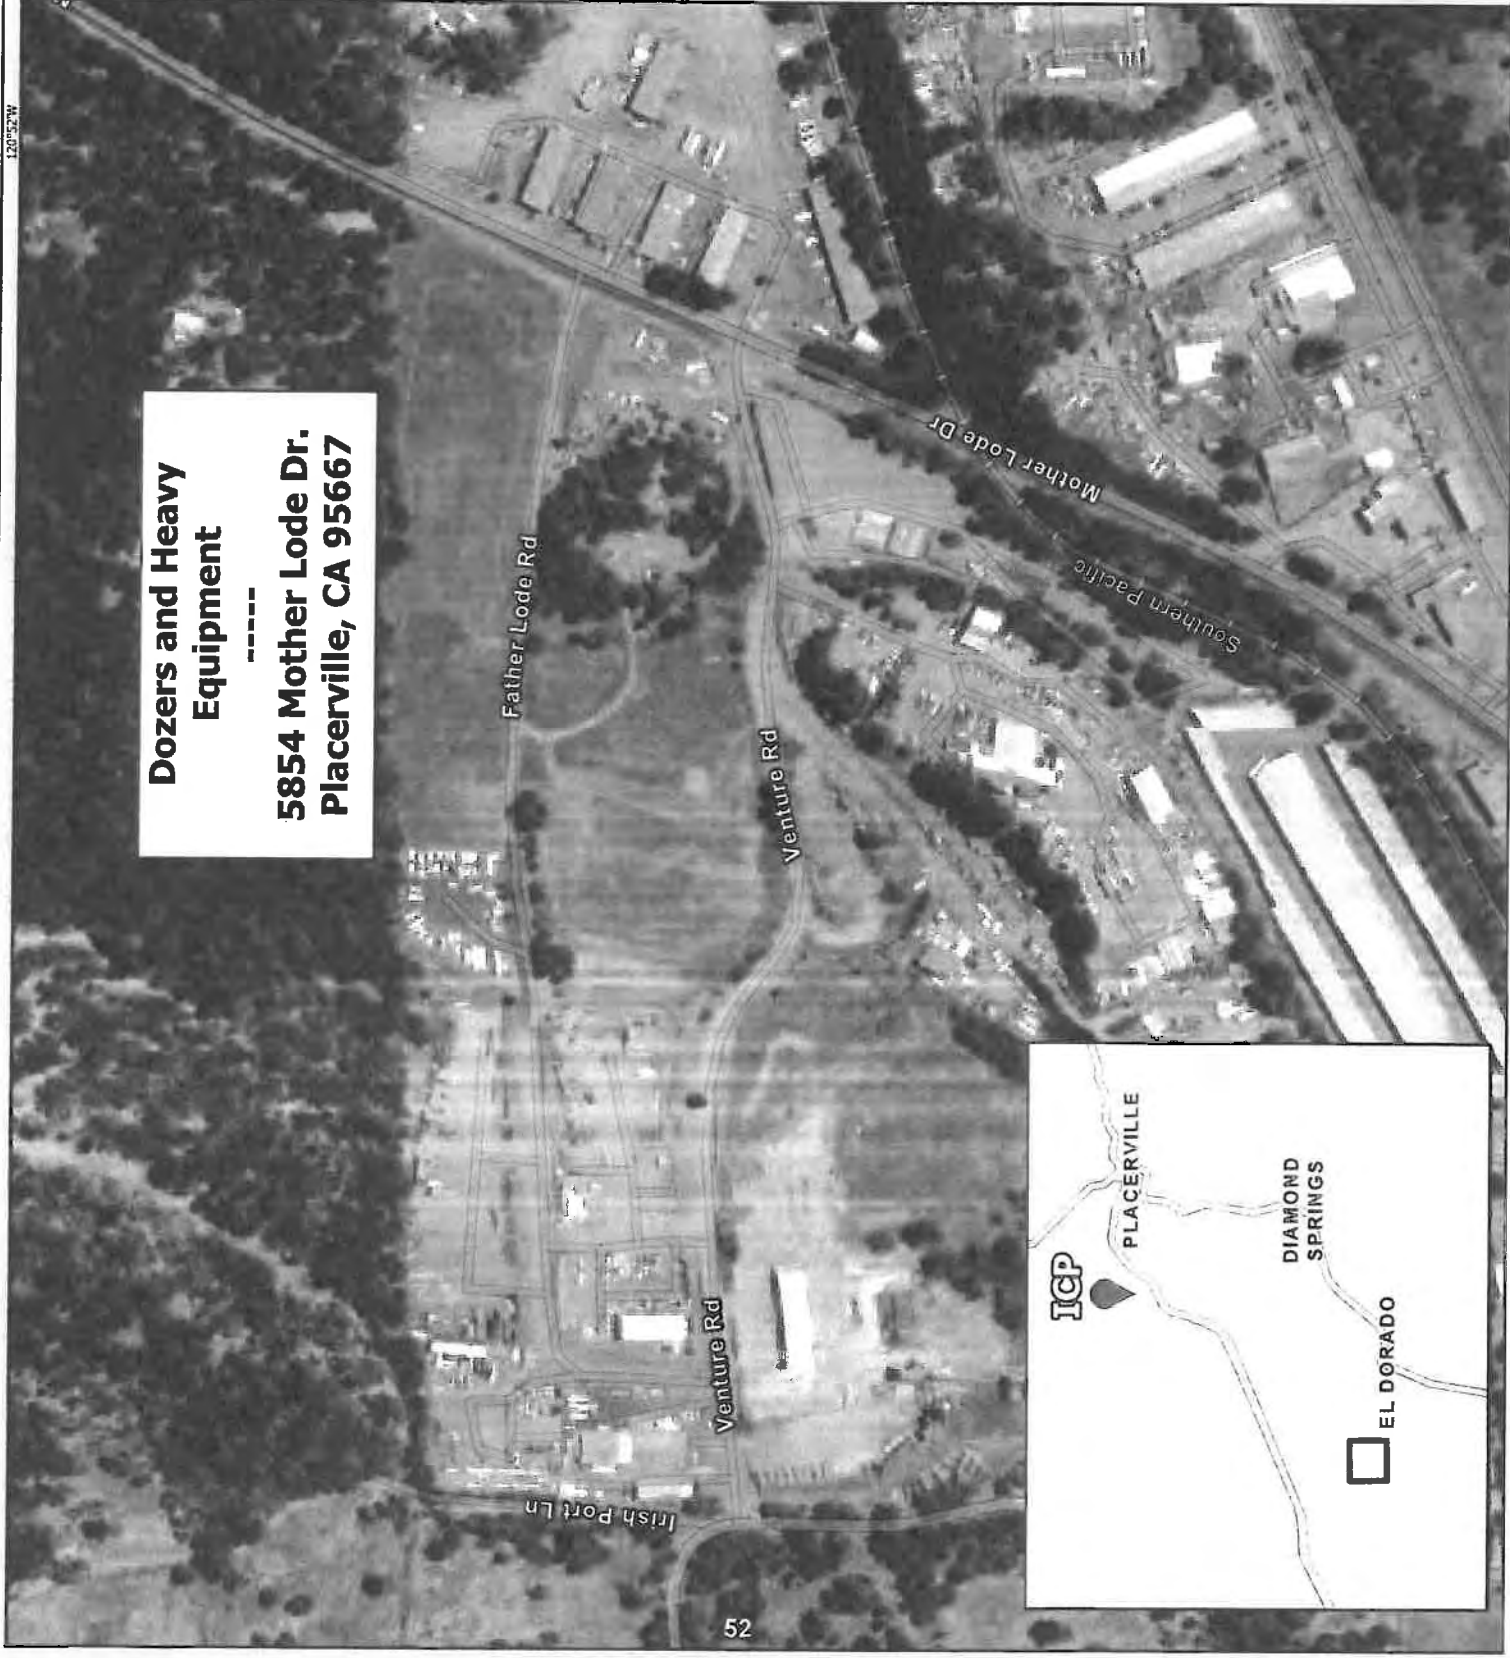 120°52'W
Dozers and Heavy
Equipment
-----
5854 Mother Lode Dr.
Placerville, CA 95667
Father Lode Rd
Mother Lode Dr
Southern Pacific
Venture Rd
Venture Rd
Irish Port Ln
ICP
PLACERVILLE
DIAMOND
SPRINGS
EL DORADO
52